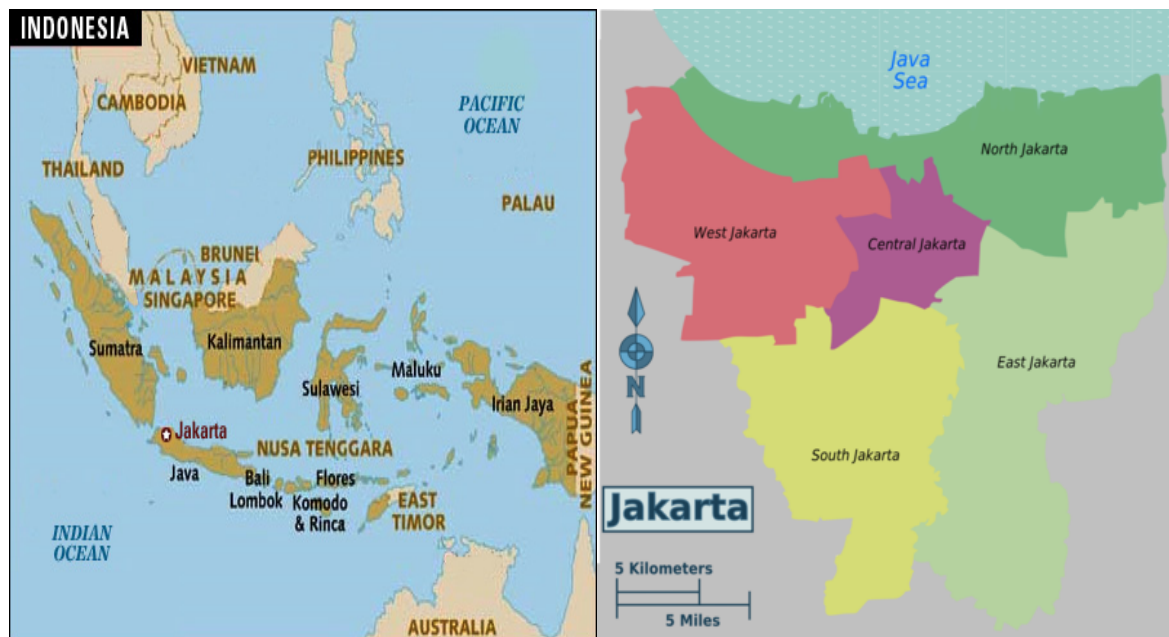 INDONESIA
VIETNAM
CAMBODIA
THAILAND
PACIFIC
OCEAN
PHILIPPINES
PALAU
BRUNEI
MALAYSIA
SINGAPORE
Sumatra
Kalimantan
Sulawesi
Maluku
Irian Jaya
PAPUA
NEW GUINEA
Jakarta
NUSA TENGGARA
Java
Bali
Lombok
Flores
Komodo
& Rinca
EAST
TIMOR
INDIAN
OCEAN
AUSTRALIA
Java
Sea
North Jakarta
West Jakarta
Central Jakarta
East Jakarta
South Jakarta
N
Jakarta
5 Kilometers
5 Miles